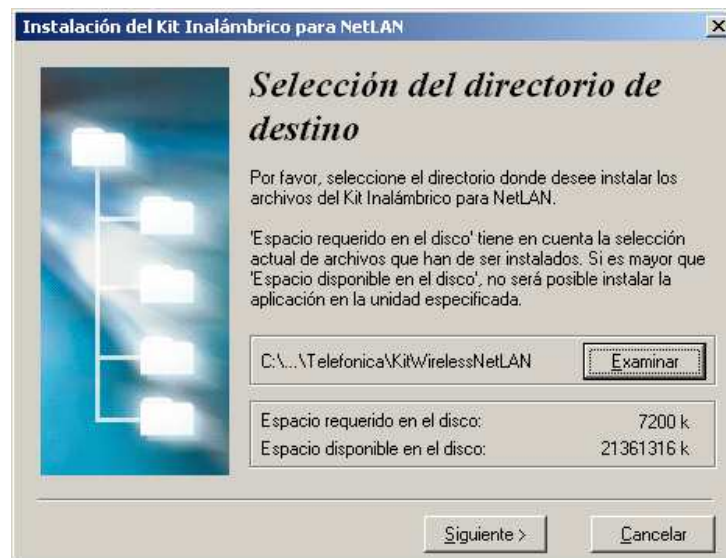 Instalación del Kit Inalámbrico para NetLAN
Selección del directorio de
destino
Por favor, seleccione el directorio donde desee instalar los
archivos del Kit Inalámbrico para NetLAN.
'Espacio requerido en el disco' tiene en cuenta la selección
actual de archivos que han de ser instalados. Si es mayor que
'Espacio disponible en el disco', no será posible instalar la
aplicación en la unidad especificada.
C:\...\Telefonica\KitWirelessNetLAN Examinar
Espacio requerido en el disco: 7200 k
Espacio disponible en el disco: 21361316 k
Siguiente > Cancelar